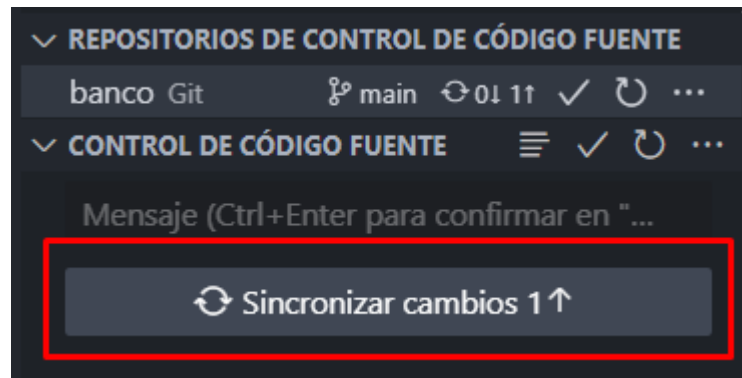 REPOSITORIOS DE CONTROL DE CÓDIGO FUENTE
banco Git main 0↓ 1↑
CONTROL DE CÓDIGO FUENTE
Mensaje (Ctrl+Enter para confirmar en "...
Sincronizar cambios 1↑